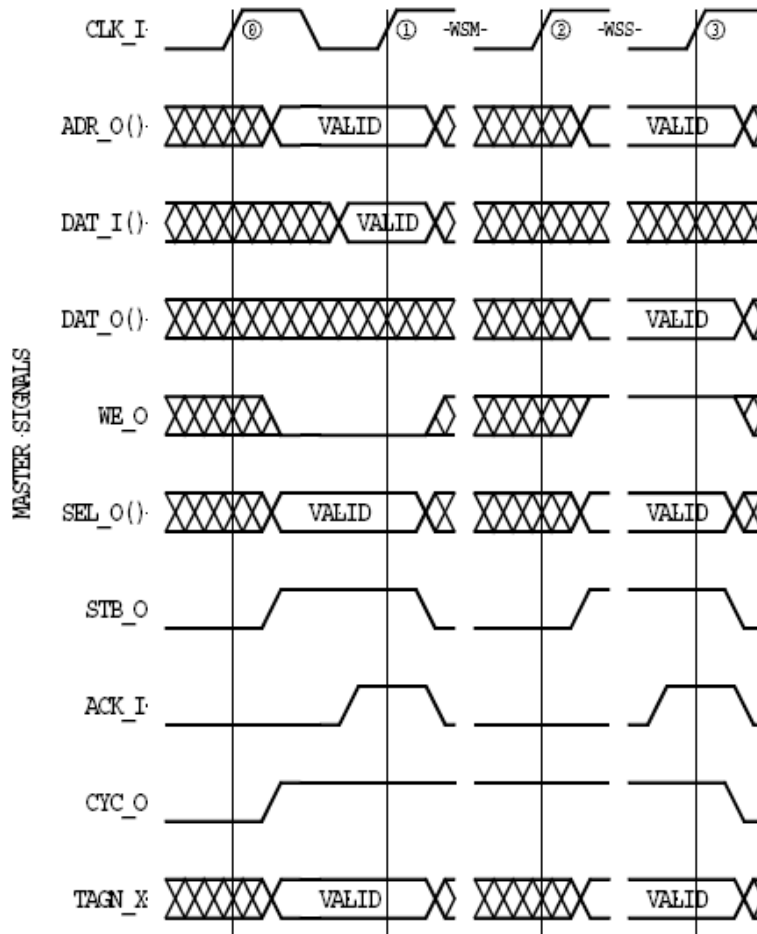 CLK_I ⓪ ① -WSM- ② -WSS- ③
ADR_O() VALID VALID
DAT_I() VALID
DAT_O() VALID
WE_O
SEL_O() VALID VALID
STB_O
ACK_I
CYC_O
TAGN_X VALID VALID
MASTER SIGNALS